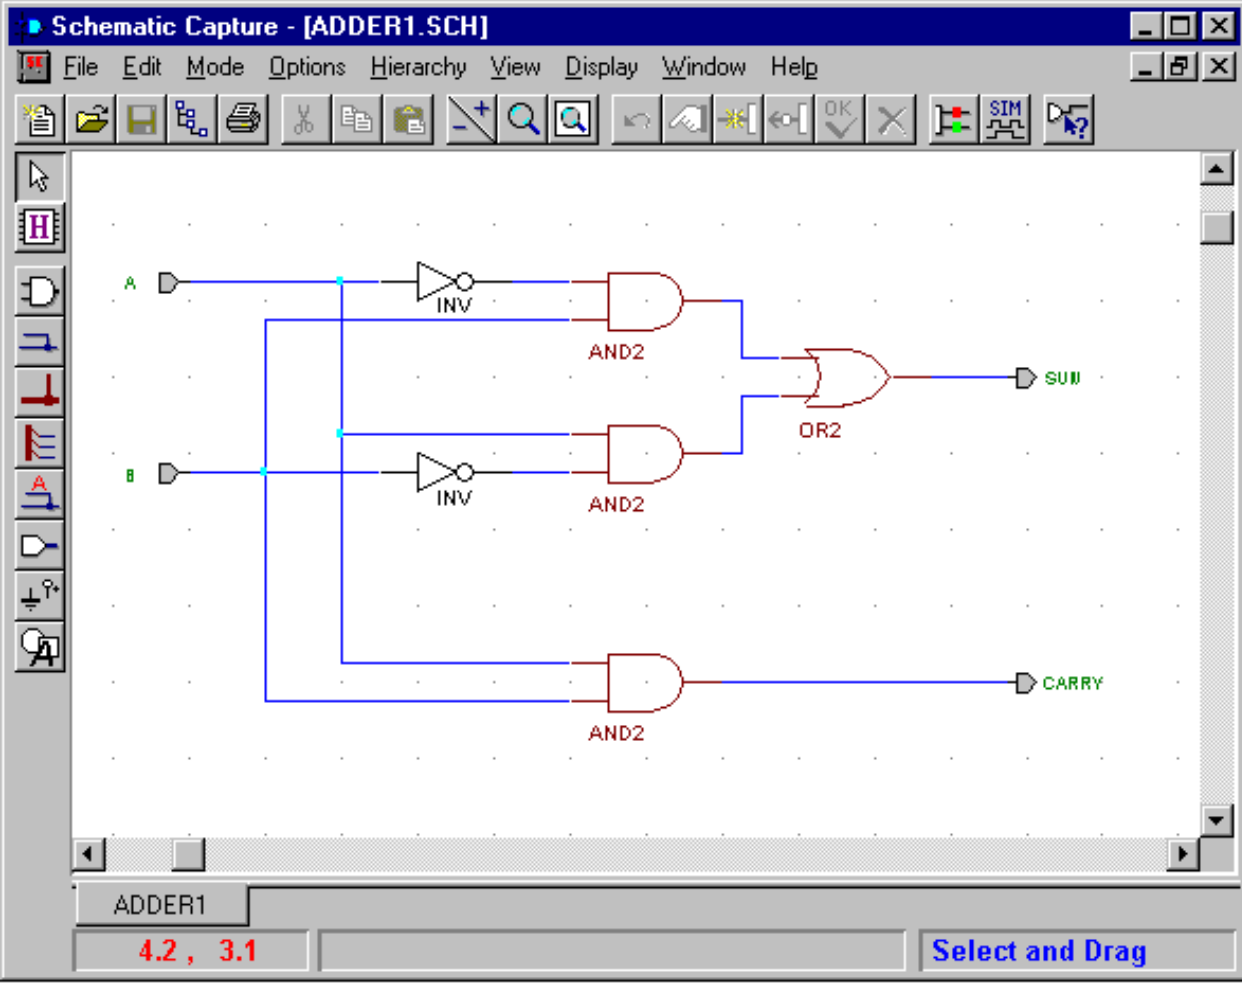 Schematic Capture - [ADDER1.SCH]
File Edit Mode Options Hierarchy View Display Window Help
OK SIM
H
A
INV
AND2
SUM
OR2
B
INV
AND2
A
CARRY
AND2
ADDER1
4.2 , 3.1
Select and Drag